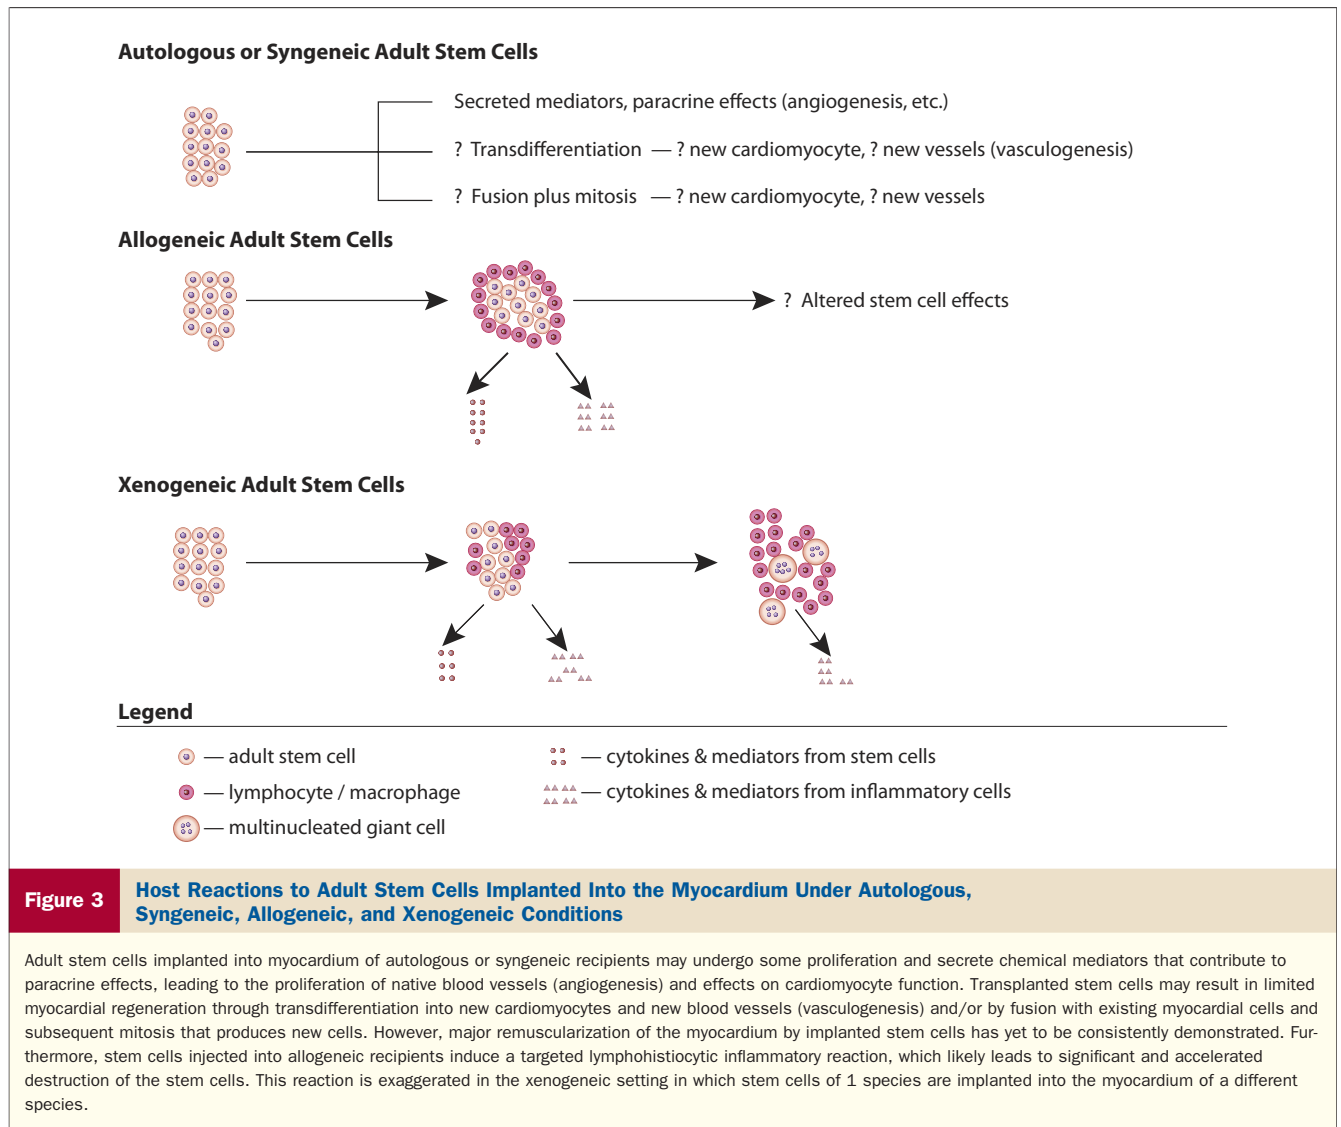 Autologous or Syngeneic Adult Stem Cells
Secreted mediators, paracrine effects (angiogenesis, etc.)
? Transdifferentiation — ? new cardiomyocyte, ? new vessels (vasculogenesis)
? Fusion plus mitosis — ? new cardiomyocyte, ? new vessels
Allogeneic Adult Stem Cells
? Altered stem cell effects
Xenogeneic Adult Stem Cells
Legend
— adult stem cell
— cytokines & mediators from stem cells
— lymphocyte / macrophage
— cytokines & mediators from inflammatory cells
— multinucleated giant cell
Figure 3
Host Reactions to Adult Stem Cells Implanted Into the Myocardium Under Autologous,
Syngeneic, Allogeneic, and Xenogeneic Conditions
Adult stem cells implanted into myocardium of autologous or syngeneic recipients may undergo some proliferation and secrete chemical mediators that contribute to
paracrine effects, leading to the proliferation of native blood vessels (angiogenesis) and effects on cardiomyocyte function. Transplanted stem cells may result in limited
myocardial regeneration through transdifferentiation into new cardiomyocytes and new blood vessels (vasculogenesis) and/or by fusion with existing myocardial cells and
subsequent mitosis that produces new cells. However, major remuscularization of the myocardium by implanted stem cells has yet to be consistently demonstrated. Fur-
thermore, stem cells injected into allogeneic recipients induce a targeted lymphohistiocytic inflammatory reaction, which likely leads to significant and accelerated
destruction of the stem cells. This reaction is exaggerated in the xenogeneic setting in which stem cells of 1 species are implanted into the myocardium of a different
species.